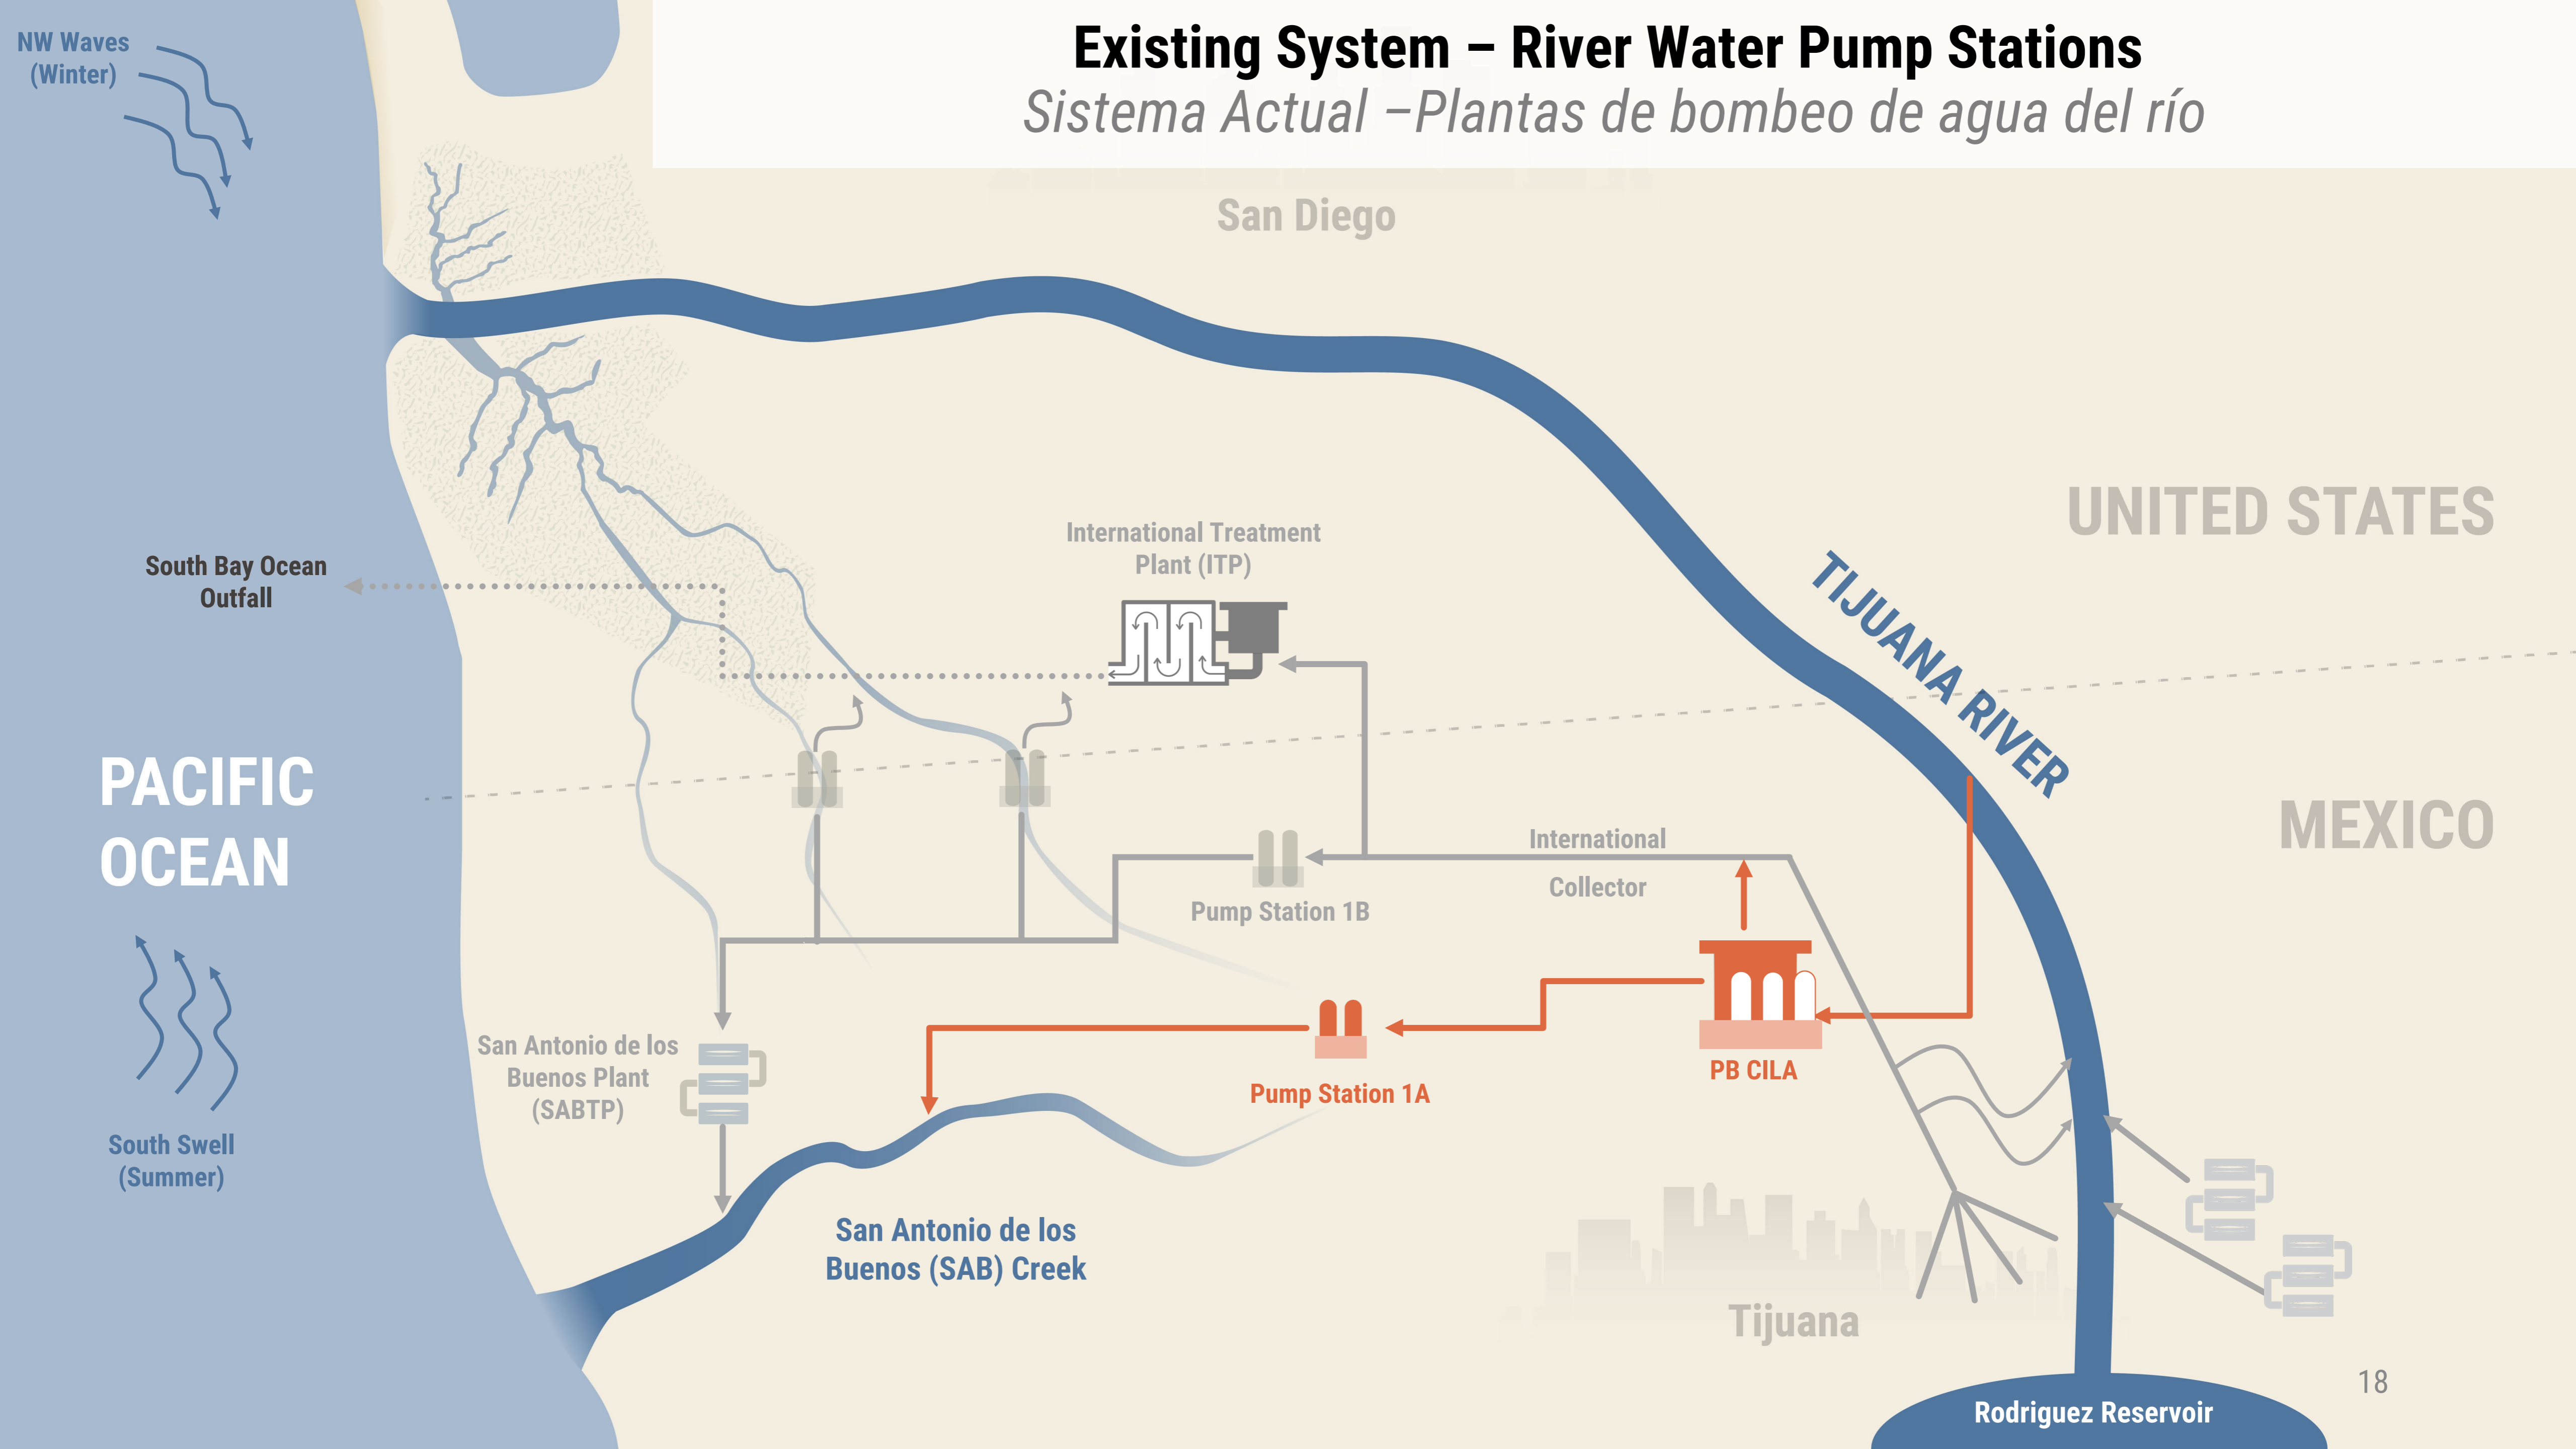 Existing System – River Water Pump Stations
Sistema Actual –Plantas de bombeo de agua del río
NW Waves
(Winter)
San Diego
UNITED STATES
International Treatment
Plant (ITP)
South Bay Ocean
Outfall
TIJUANA RIVER
PACIFIC
OCEAN
MEXICO
International
Collector
Pump Station 1B
San Antonio de los
Buenos Plant
(SABTP)
PB CILA
Pump Station 1A
South Swell
(Summer)
San Antonio de los
Buenos (SAB) Creek
Tijuana
18
Rodriguez Reservoir